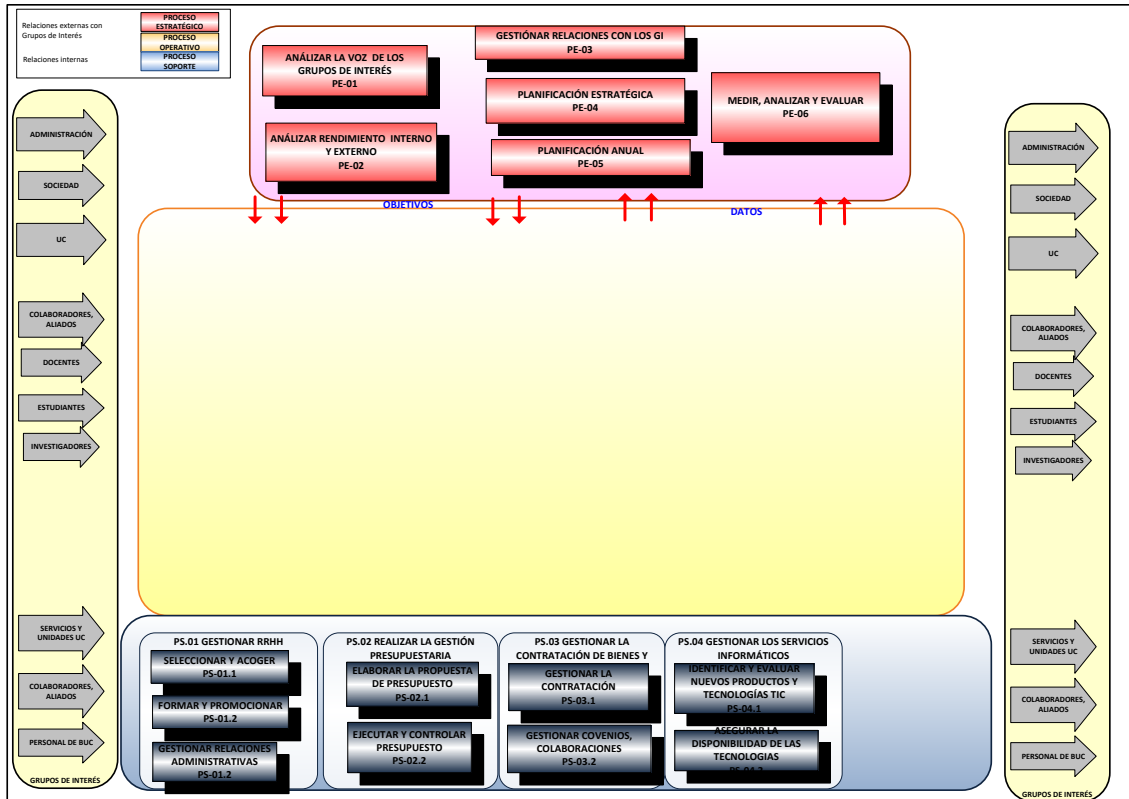 Relaciones externas con
Grupos de Interés
Relaciones internas
PROCESO
ESTRATÉGICO
PROCESO
OPERATIVO
PROCESO
SOPORTE
ANÁLIZAR LA VOZ DE LOS
GRUPOS DE INTERÉS
PE-01
ANÁLIZAR RENDIMIENTO INTERNO
Y EXTERNO
PE-02
GESTIÓNAR RELACIONES CON LOS GI
PE-03
PLANIFICACIÓN ESTRATÉGICA
PE-04
PLANIFICACIÓN ANUAL
PE-05
MEDIR, ANALIZAR Y EVALUAR
PE-06
OBJETIVOS
DATOS
ADMINISTRACIÓN
SOCIEDAD
UC
COLABORADORES,
ALIADOS
DOCENTES
ESTUDIANTES
INVESTIGADORES
SERVICIOS Y
UNIDADES UC
COLABORADORES,
ALIADOS
PERSONAL DE BUC
GRUPOS DE INTERÉS
PS.01 GESTIONAR RRHH
SELECCIONAR Y ACOGER
PS-01.1
FORMAR Y PROMOCIONAR
PS-01.2
GESTIONAR RELACIONES
ADMINISTRATIVAS
PS-01.2
PS.02 REALIZAR LA GESTIÓN
PRESUPUESTARIA
ELABORAR LA PROPUESTA
DE PRESUPUESTO
PS-02.1
EJECUTAR Y CONTROLAR
PRESUPUESTO
PS-02.2
PS.03 GESTIONAR LA
CONTRATACIÓN DE BIENES Y
GESTIONAR LA
CONTRATACIÓN
PS-03.1
GESTIONAR COVENIOS,
COLABORACIONES
PS-03.2
PS.04 GESTIONAR LOS SERVICIOS
INFORMÁTICOS
IDENTIFICAR Y EVALUAR
NUEVOS PRODUCTOS Y
TECNOLOGÍAS TIC
PS-04.1
ASEGURAR LA
DISPONIBILIDAD DE LAS
TECNOLOGIAS
PS-04.2
ADMINISTRACIÓN
SOCIEDAD
UC
COLABORADORES,
ALIADOS
DOCENTES
ESTUDIANTES
INVESTIGADORES
SERVICIOS Y
UNIDADES UC
COLABORADORES,
ALIADOS
PERSONAL DE BUC
GRUPOS DE INTERÉS